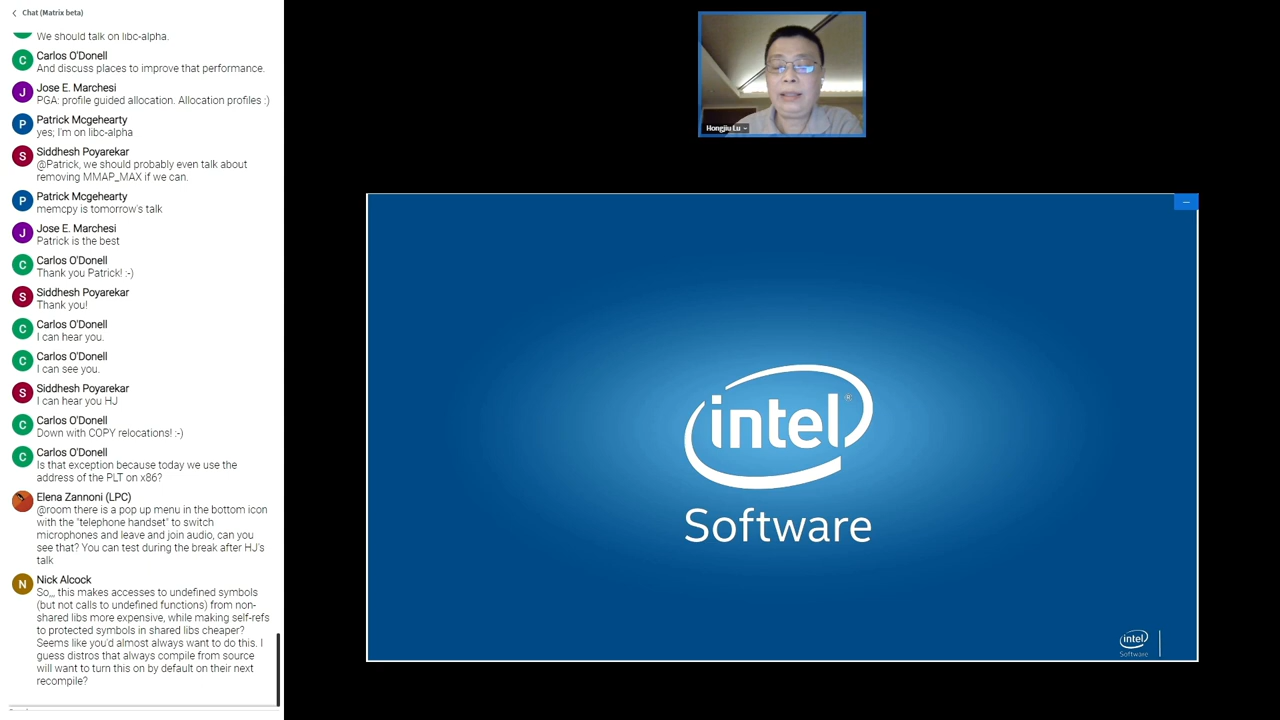 Chat (Matrix beta)
We should talk on libc-alpha.
C
Carlos O'Donell
And discuss places to improve that performance.
J
Jose E. Marchesi
PGA: profile guided allocation. Allocation profiles :)
P
Patrick Mcgehearty
yes; I'm on libc-alpha
S
Siddhesh Poyarekar
@Patrick, we should probably even talk about
removing MMAP_MAX if we can.
P
Patrick Mcgehearty
memcpy is tomorrow's talk
J
Jose E. Marchesi
Patrick is the best
C
Carlos O'Donell
Thank you Patrick! :-)
S
Siddhesh Poyarekar
Thank you!
C
Carlos O'Donell
I can hear you.
C
Carlos O'Donell
I can see you.
S
Siddhesh Poyarekar
I can hear you HJ
C
Carlos O'Donell
Down with COPY relocations! :-)
C
Carlos O'Donell
Is that exception because today we use the
address of the PLT on x86?
Elena Zannoni (LPC)
@room there is a pop up menu in the bottom icon
with the "telephone handset" to switch
microphones and leave and join audio, can you
see that? You can test during the break after HJ's
talk
N
Nick Alcock
So,,, this makes accesses to undefined symbols
(but not calls to undefined functions) from non-
shared libs more expensive, while making self-refs
to protected symbols in shared libs cheaper?
Seems like you'd almost always want to do this. I
guess distros that always compile from source
will want to turn this on by default on their next
recompile?
Hongjiu Lu
intel®
Software
intel
Software